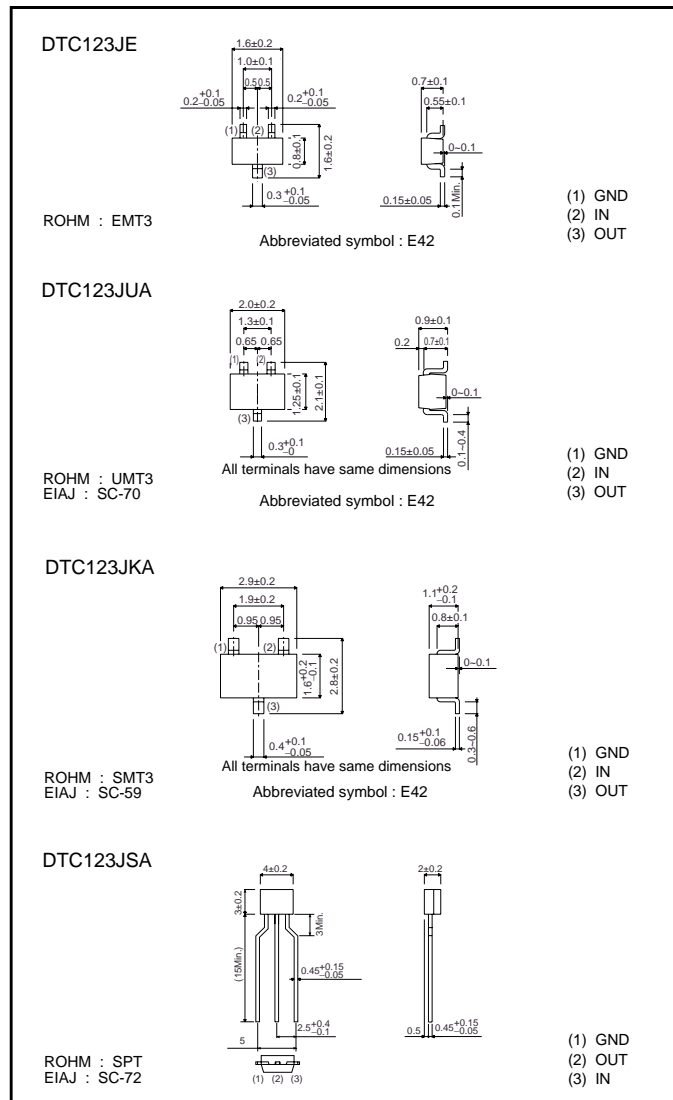 DTC123JE
1.6±0.2
1.0±0.1
0.5 0.5
0.2 +0.1 −0.05
0.2 +0.1 −0.05
(1) (2)
(3)
0.8±0.1
1.6±0.2
0.3 +0.1 −0.05
0.7±0.1
0.55±0.1
0~0.1
0.15±0.05
0.1Min.
ROHM : EMT3
Abbreviated symbol : E42
(1) GND
(2) IN
(3) OUT
DTC123JUA
2.0±0.2
1.3±0.1
0.65 0.65
(1) (2)
(3)
1.25±0.1
2.1±0.1
0.3 +0.1 −0
0.9±0.1
0.2 0.7±0.1
0~0.1
0.15±0.05
0.1~0.4
All terminals have same dimensions
ROHM : UMT3
EIAJ : SC-70
Abbreviated symbol : E42
(1) GND
(2) IN
(3) OUT
DTC123JKA
2.9±0.2
1.9±0.2
0.95 0.95
(1) (2)
(3)
1.6 +0.2 −0.1
2.8±0.2
0.4 +0.1 −0.05
1.1 +0.2 −0.1
0.8±0.1
0~0.1
0.15 +0.1 −0.06
0.3~0.6
All terminals have same dimensions
ROHM : SMT3
EIAJ : SC-59
Abbreviated symbol : E42
(1) GND
(2) IN
(3) OUT
DTC123JSA
4±0.2
2±0.2
3±0.2
3Min.
(15Min.)
0.45 +0.15 −0.05
2.5 +0.4 −0.1
5
0.5 0.45 +0.15 −0.05
(1) (2) (3)
ROHM : SPT
EIAJ : SC-72
(1) GND
(2) OUT
(3) IN